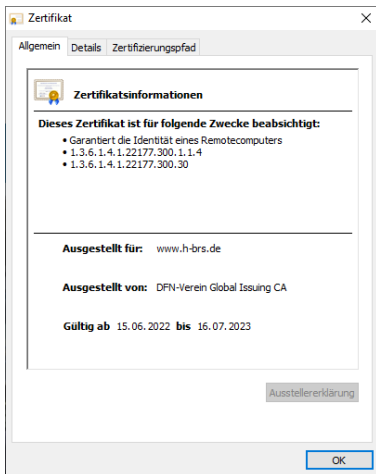 Zertifikat
Allgemein Details Zertifizierungspfad
Zertifikatsinformationen
Dieses Zertifikat ist für folgende Zwecke beabsichtigt:
• Garantiert die Identität eines Remotecomputers
• 1.3.6.1.4.1.22177.300.1.1.4
• 1.3.6.1.4.1.22177.300.30
Ausgestellt für: www.h-brs.de
Ausgestellt von: DFN-Verein Global Issuing CA
Gültig ab 15.06.2022 bis 16.07.2023
Ausstellererklärung
OK